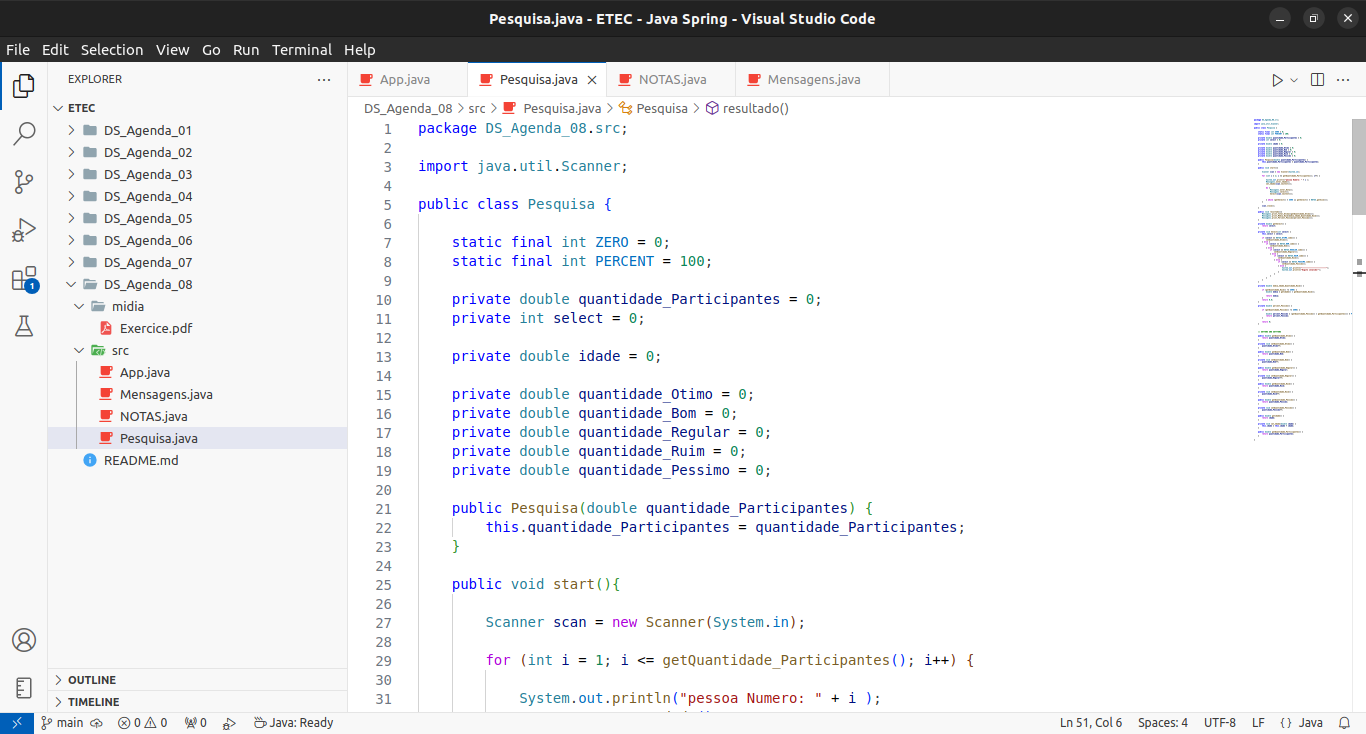 Pesquisa.java - ETEC - Java Spring - Visual Studio Code
File Edit Selection View Go Run Terminal Help
EXPLORER
ETEC
DS_Agenda_01
DS_Agenda_02
DS_Agenda_03
DS_Agenda_04
DS_Agenda_05
DS_Agenda_06
DS_Agenda_07
DS_Agenda_08
midia
Exercice.pdf
src
App.java
Mensagens.java
NOTAS.java
Pesquisa.java
README.md
OUTLINE
TIMELINE
1
App.java Pesquisa.java NOTAS.java Mensagens.java
DS_Agenda_08 > src > Pesquisa.java > Pesquisa > resultado()
1 package DS_Agenda_08.src;
2
3 import java.util.Scanner;
4
5 public class Pesquisa {
6
7 static final int ZERO = 0;
8 static final int PERCENT = 100;
9
10 private double quantidade_Participantes = 0;
11 private int select = 0;
12
13 private double idade = 0;
14
15 private double quantidade_Otimo = 0;
16 private double quantidade_Bom = 0;
17 private double quantidade_Regular = 0;
18 private double quantidade_Ruim = 0;
19 private double quantidade_Pessimo = 0;
20
21 public Pesquisa(double quantidade_Participantes) {
22 this.quantidade_Participantes = quantidade_Participantes;
23 }
24
25 public void start(){
26
27 Scanner scan = new Scanner(System.in);
28
29 for (int i = 1; i <= getQuantidade_Participantes(); i++) {
30
31 System.out.println("pessoa Numero: " + i );
main 0 0 0 Java: Ready Ln 51, Col 6 Spaces: 4 UTF-8 LF {} Java